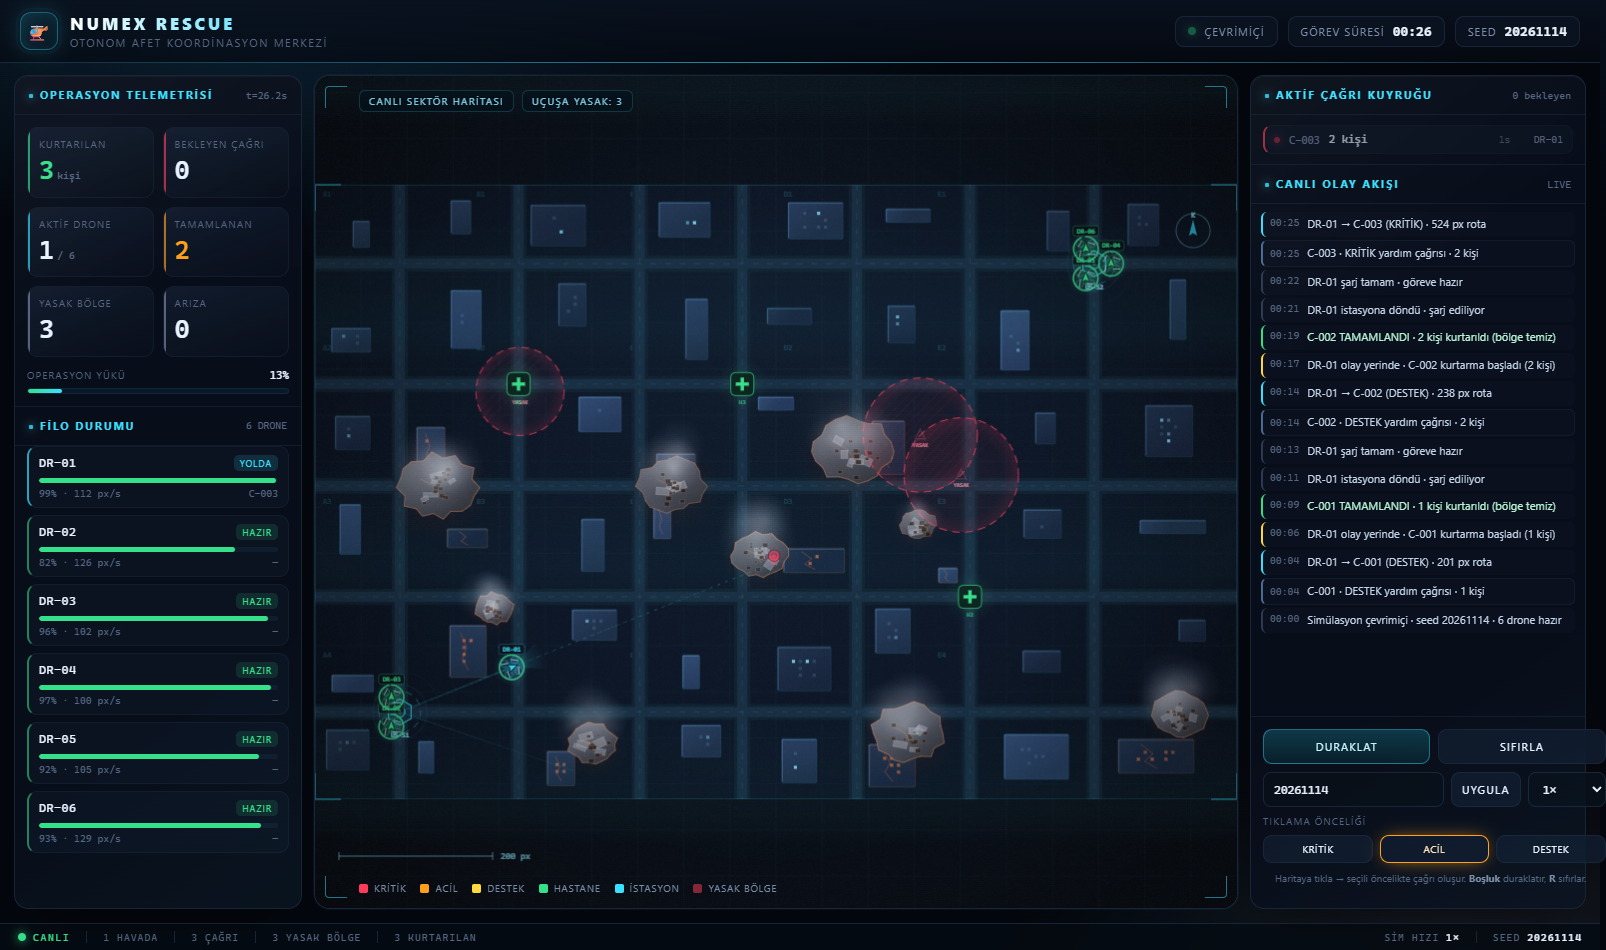 NUMEX RESCUE
OTONOM AFET KOORDİNASYON MERKEZİ
ÇEVRİMİÇİ
GÖREV SÜRESİ 00:26
SEED 20261114
OPERASYON TELEMETRİSİ t=26.2s
KURTARILAN
3 kişi
BEKLEYEN ÇAĞRI
0
AKTİF DRONE
1 / 6
TAMAMLANAN
2
YASAK BÖLGE
3
ARIZA
0
OPERASYON YÜKÜ 13%
FİLO DURUMU 6 DRONE
DR-01 YOLDA
99% · 112 px/s C-003
DR-02 HAZIR
82% · 126 px/s —
DR-03 HAZIR
96% · 102 px/s —
DR-04 HAZIR
97% · 100 px/s —
DR-05 HAZIR
92% · 105 px/s —
DR-06 HAZIR
93% · 129 px/s —
CANLI SEKTÖR HARİTASI
UÇUŞA YASAK: 3
K
DR-06
DR-04
YASAK
H3
YASAK
YASAK
DR-01
DR-03
200 px
KRİTİK
ACİL
DESTEK
HASTANE
İSTASYON
YASAK BÖLGE
AKTİF ÇAĞRI KUYRUĞU 0 bekleyen
C-003 2 kişi 1s DR-01
CANLI OLAY AKIŞI LIVE
00:25 DR-01 → C-003 (KRİTİK) · 524 px rota
00:25 C-003 · KRİTİK yardım çağrısı · 2 kişi
00:22 DR-01 şarj tamam · göreve hazır
00:21 DR-01 istasyona döndü · şarj ediliyor
00:19 C-002 TAMAMLANDI · 2 kişi kurtarıldı (bölge temiz)
00:17 DR-01 olay yerinde · C-002 kurtarma başladı (2 kişi)
00:14 DR-01 → C-002 (DESTEK) · 238 px rota
00:14 C-002 · DESTEK yardım çağrısı · 2 kişi
00:13 DR-01 şarj tamam · göreve hazır
00:11 DR-01 istasyona döndü · şarj ediliyor
00:09 C-001 TAMAMLANDI · 1 kişi kurtarıldı (bölge temiz)
00:06 DR-01 olay yerinde · C-001 kurtarma başladı (1 kişi)
00:04 DR-01 → C-001 (DESTEK) · 201 px rota
00:04 C-001 · DESTEK yardım çağrısı · 1 kişi
00:00 Simülasyon çevrimiçi · seed 20261114 · 6 drone hazır
DURAKLAT
SIFIRLA
20261114
UYGULA
1×
TIKLAMA ÖNCELİĞİ
KRİTİK
ACİL
DESTEK
Haritaya tıkla → seçili öncelikte çağrı oluşur. Boşluk duraklatır, R sıfırlar.
CANLI
1 HAVADA
3 ÇAĞRI
3 YASAK BÖLGE
3 KURTARILAN
SİM HIZI 1×
SEED 20261114